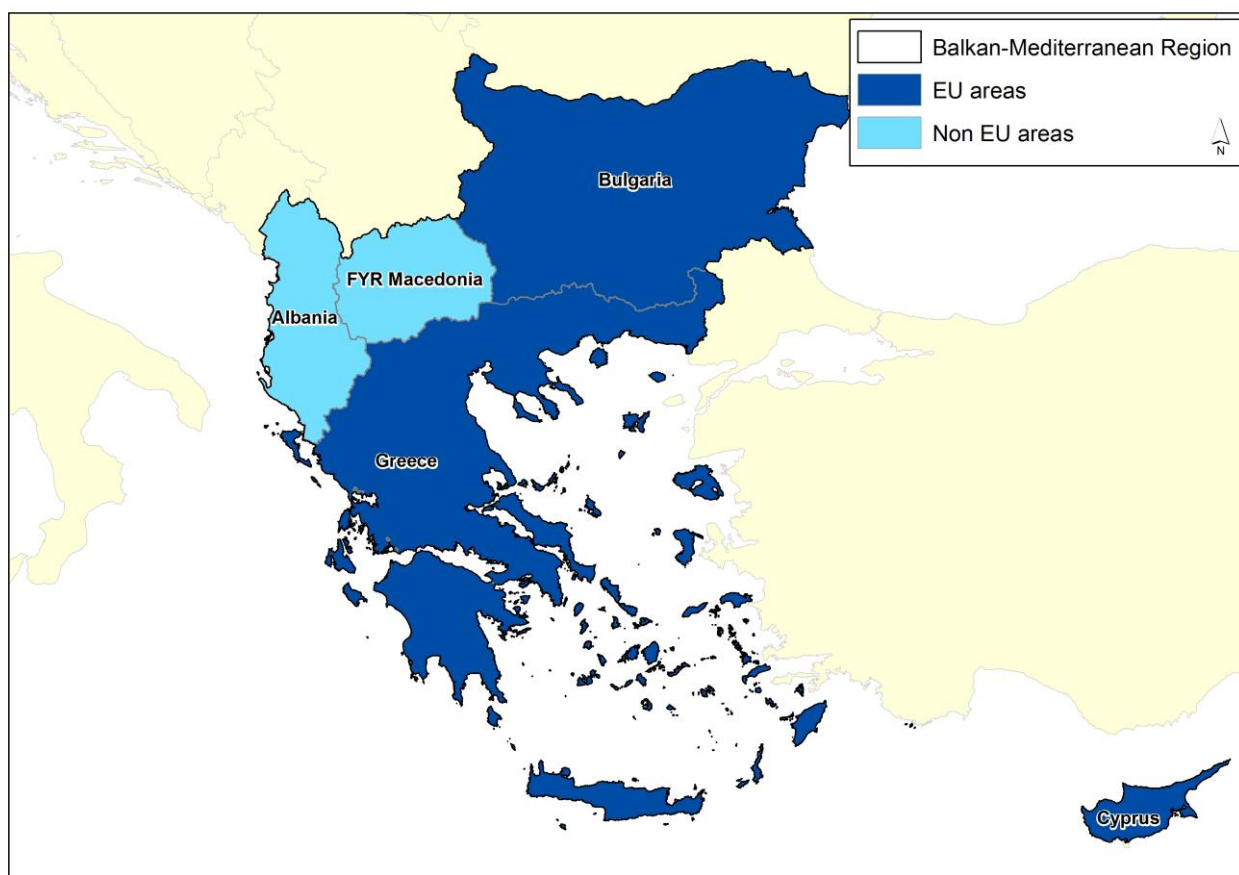 Balkan-Mediterranean Region
EU areas
Non EU areas
N
Bulgaria
FYR Macedonia
Albania
Greece
Cyprus